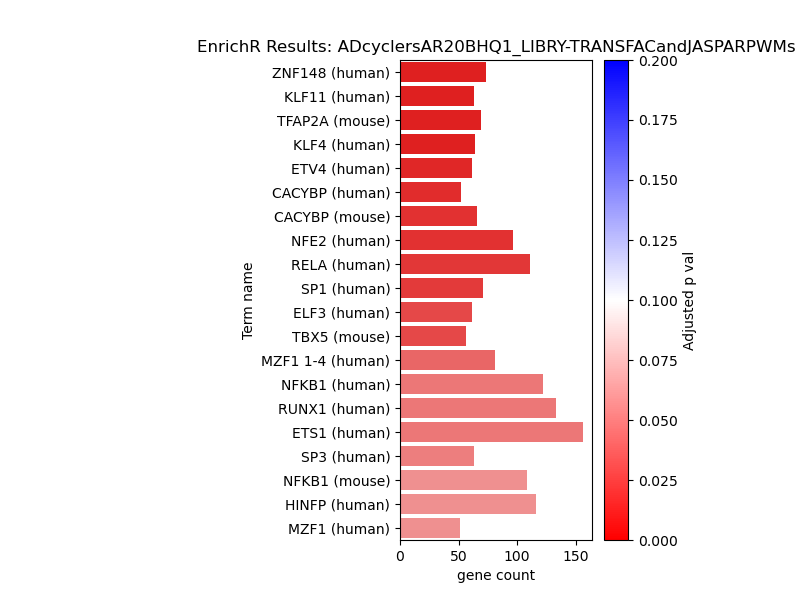 EnrichR Results: ADcyclersAR20BHQ1_LIBRY-TRANSFACandJASPARPWMs
Term name
ZNF148 (human)
KLF11 (human)
TFAP2A (mouse)
KLF4 (human)
ETV4 (human)
CACYBP (human)
CACYBP (mouse)
NFE2 (human)
RELA (human)
SP1 (human)
ELF3 (human)
TBX5 (mouse)
MZF1 1-4 (human)
NFKB1 (human)
RUNX1 (human)
ETS1 (human)
SP3 (human)
NFKB1 (mouse)
HINFP (human)
MZF1 (human)
0 50 100 150
gene count
0.200
0.175
0.150
0.125
0.100
0.075
0.050
0.025
0.000
Adjusted p val